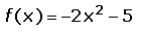 f(x)=−2x² − 5